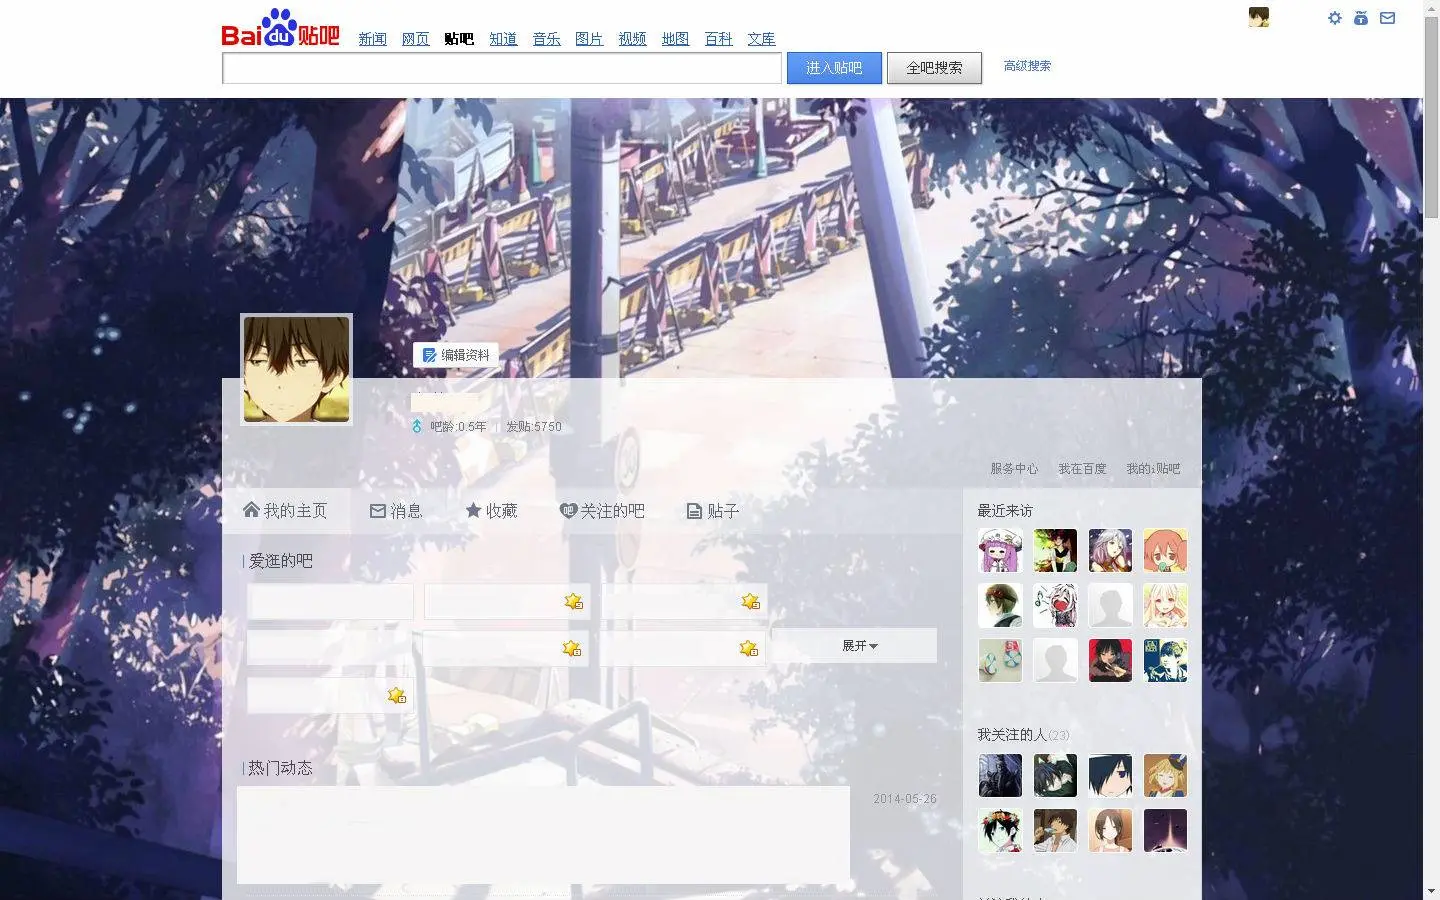 Bai du 贴吧
新闻 网页 贴吧 知道 音乐 图片 视频 地图 百科 文库
进入贴吧 全吧搜索 高级搜索
编辑资料
吧龄:0.5年 发贴:5750
服务中心 我在百度 我的i贴吧
我的主页 消息 收藏 关注的吧 贴子
爱逛的吧
展开
热门动态
2014-05-26
最近来访
我关注的人(23)